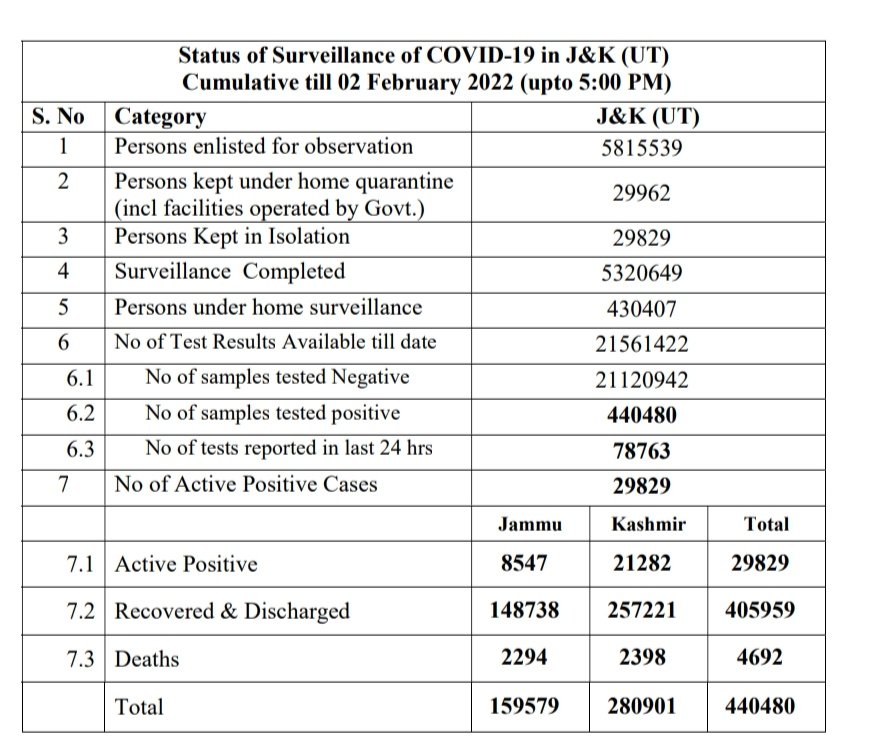 Status of Surveillance of COVID-19 in J&K (UT)
Cumulative till 02 February 2022 (upto 5:00 PM)
S. No Category J&K (UT)
1 Persons enlisted for observation 5815539
2 Persons kept under home quarantine
(incl facilities operated by Govt.) 29962
3 Persons Kept in Isolation 29829
4 Surveillance Completed 5320649
5 Persons under home surveillance 430407
6 No of Test Results Available till date 21561422
6.1 No of samples tested Negative 21120942
6.2 No of samples tested positive 440480
6.3 No of tests reported in last 24 hrs 78763
7 No of Active Positive Cases 29829
Jammu Kashmir Total
7.1 Active Positive 8547 21282 29829
7.2 Recovered & Discharged 148738 257221 405959
7.3 Deaths 2294 2398 4692
Total 159579 280901 440480